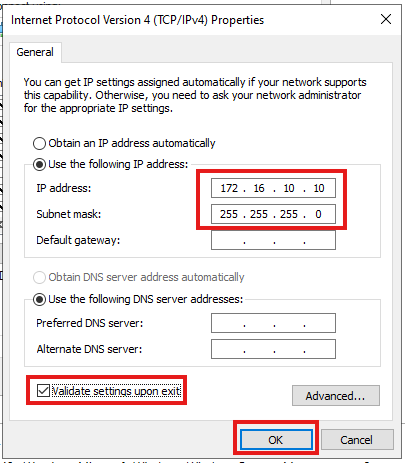 Internet Protocol Version 4 (TCP/IPv4) Properties
General
You can get IP settings assigned automatically if your network supports
this capability. Otherwise, you need to ask your network administrator
for the appropriate IP settings.
Obtain an IP address automatically
Use the following IP address:
IP address: 172 . 16 . 10 . 10
Subnet mask: 255 . 255 . 255 . 0
Default gateway: . . .
Obtain DNS server address automatically
Use the following DNS server addresses:
Preferred DNS server: . . .
Alternate DNS server: . . .
Validate settings upon exit
Advanced...
OK Cancel